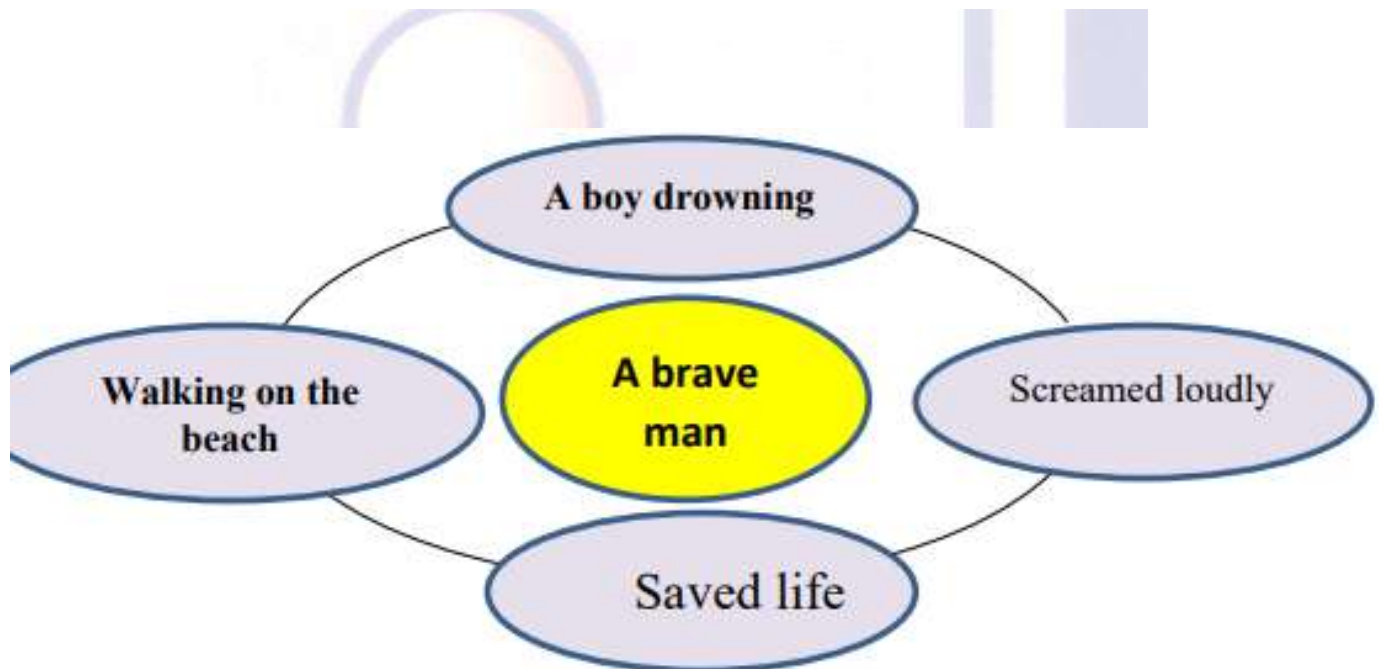 A boy drowning
Walking on the
beach
A brave
man
Screamed loudly
Saved life